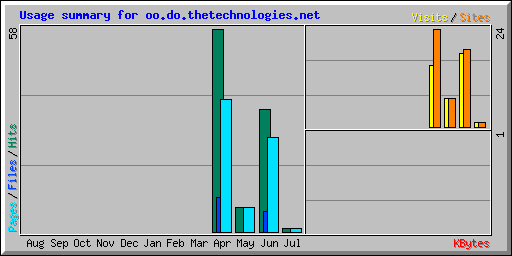 Usage summary for oo.do.thetechnologies.net
Visits/Sites
58
24
1
Pages/Files/Hits
Aug Sep Oct Nov Dec Jan Feb Mar Apr May Jun Jul
KBytes